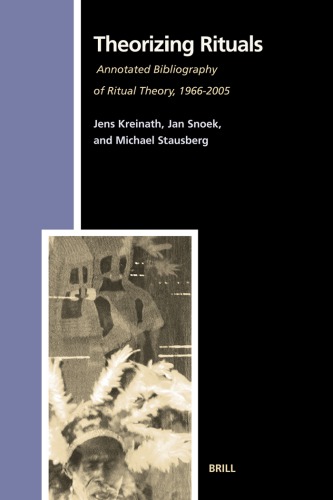 Theorizing Rituals
Annotated Bibliography
of Ritual Theory, 1966-2005
Jens Kreinath, Jan Snoek,
and Michael Stausberg
BRILL